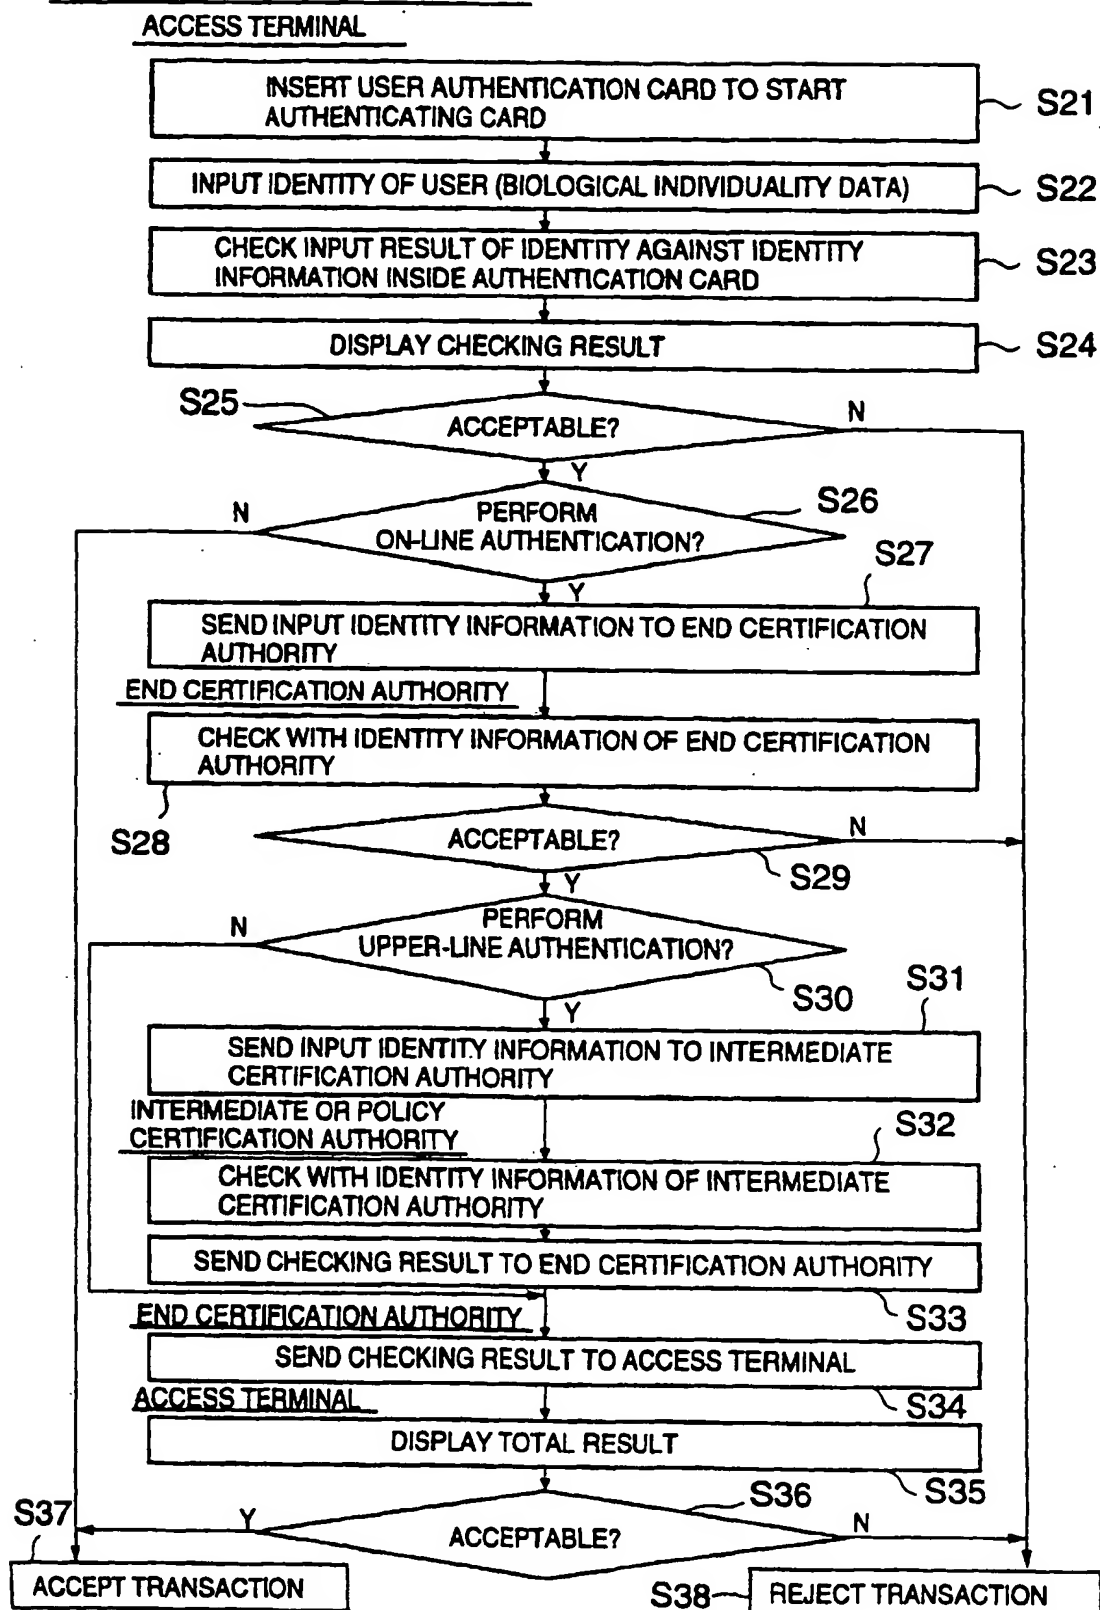 ACCESS TERMINAL
INSERT USER AUTHENTICATION CARD TO START
AUTHENTICATING CARD
S21
INPUT IDENTITY OF USER (BIOLOGICAL INDIVIDUALITY DATA)
S22
CHECK INPUT RESULT OF IDENTITY AGAINST IDENTITY
INFORMATION INSIDE AUTHENTICATION CARD
S23
DISPLAY CHECKING RESULT
S24
S25
ACCEPTABLE?
N
Y
S26
N
PERFORM
ON-LINE AUTHENTICATION?
Y
S27
SEND INPUT IDENTITY INFORMATION TO END CERTIFICATION
AUTHORITY
END CERTIFICATION AUTHORITY
CHECK WITH IDENTITY INFORMATION OF END CERTIFICATION
AUTHORITY
S28
ACCEPTABLE?
N
S29
Y
N
PERFORM
UPPER-LINE AUTHENTICATION?
S30
Y
S31
SEND INPUT IDENTITY INFORMATION TO INTERMEDIATE
CERTIFICATION AUTHORITY
INTERMEDIATE OR POLICY
CERTIFICATION AUTHORITY
S32
CHECK WITH IDENTITY INFORMATION OF INTERMEDIATE
CERTIFICATION AUTHORITY
SEND CHECKING RESULT TO END CERTIFICATION AUTHORITY
S33
END CERTIFICATION AUTHORITY
SEND CHECKING RESULT TO ACCESS TERMINAL
S34
ACCESS TERMINAL
DISPLAY TOTAL RESULT
S35
S36
Y
ACCEPTABLE?
N
S37
ACCEPT TRANSACTION
S38
REJECT TRANSACTION